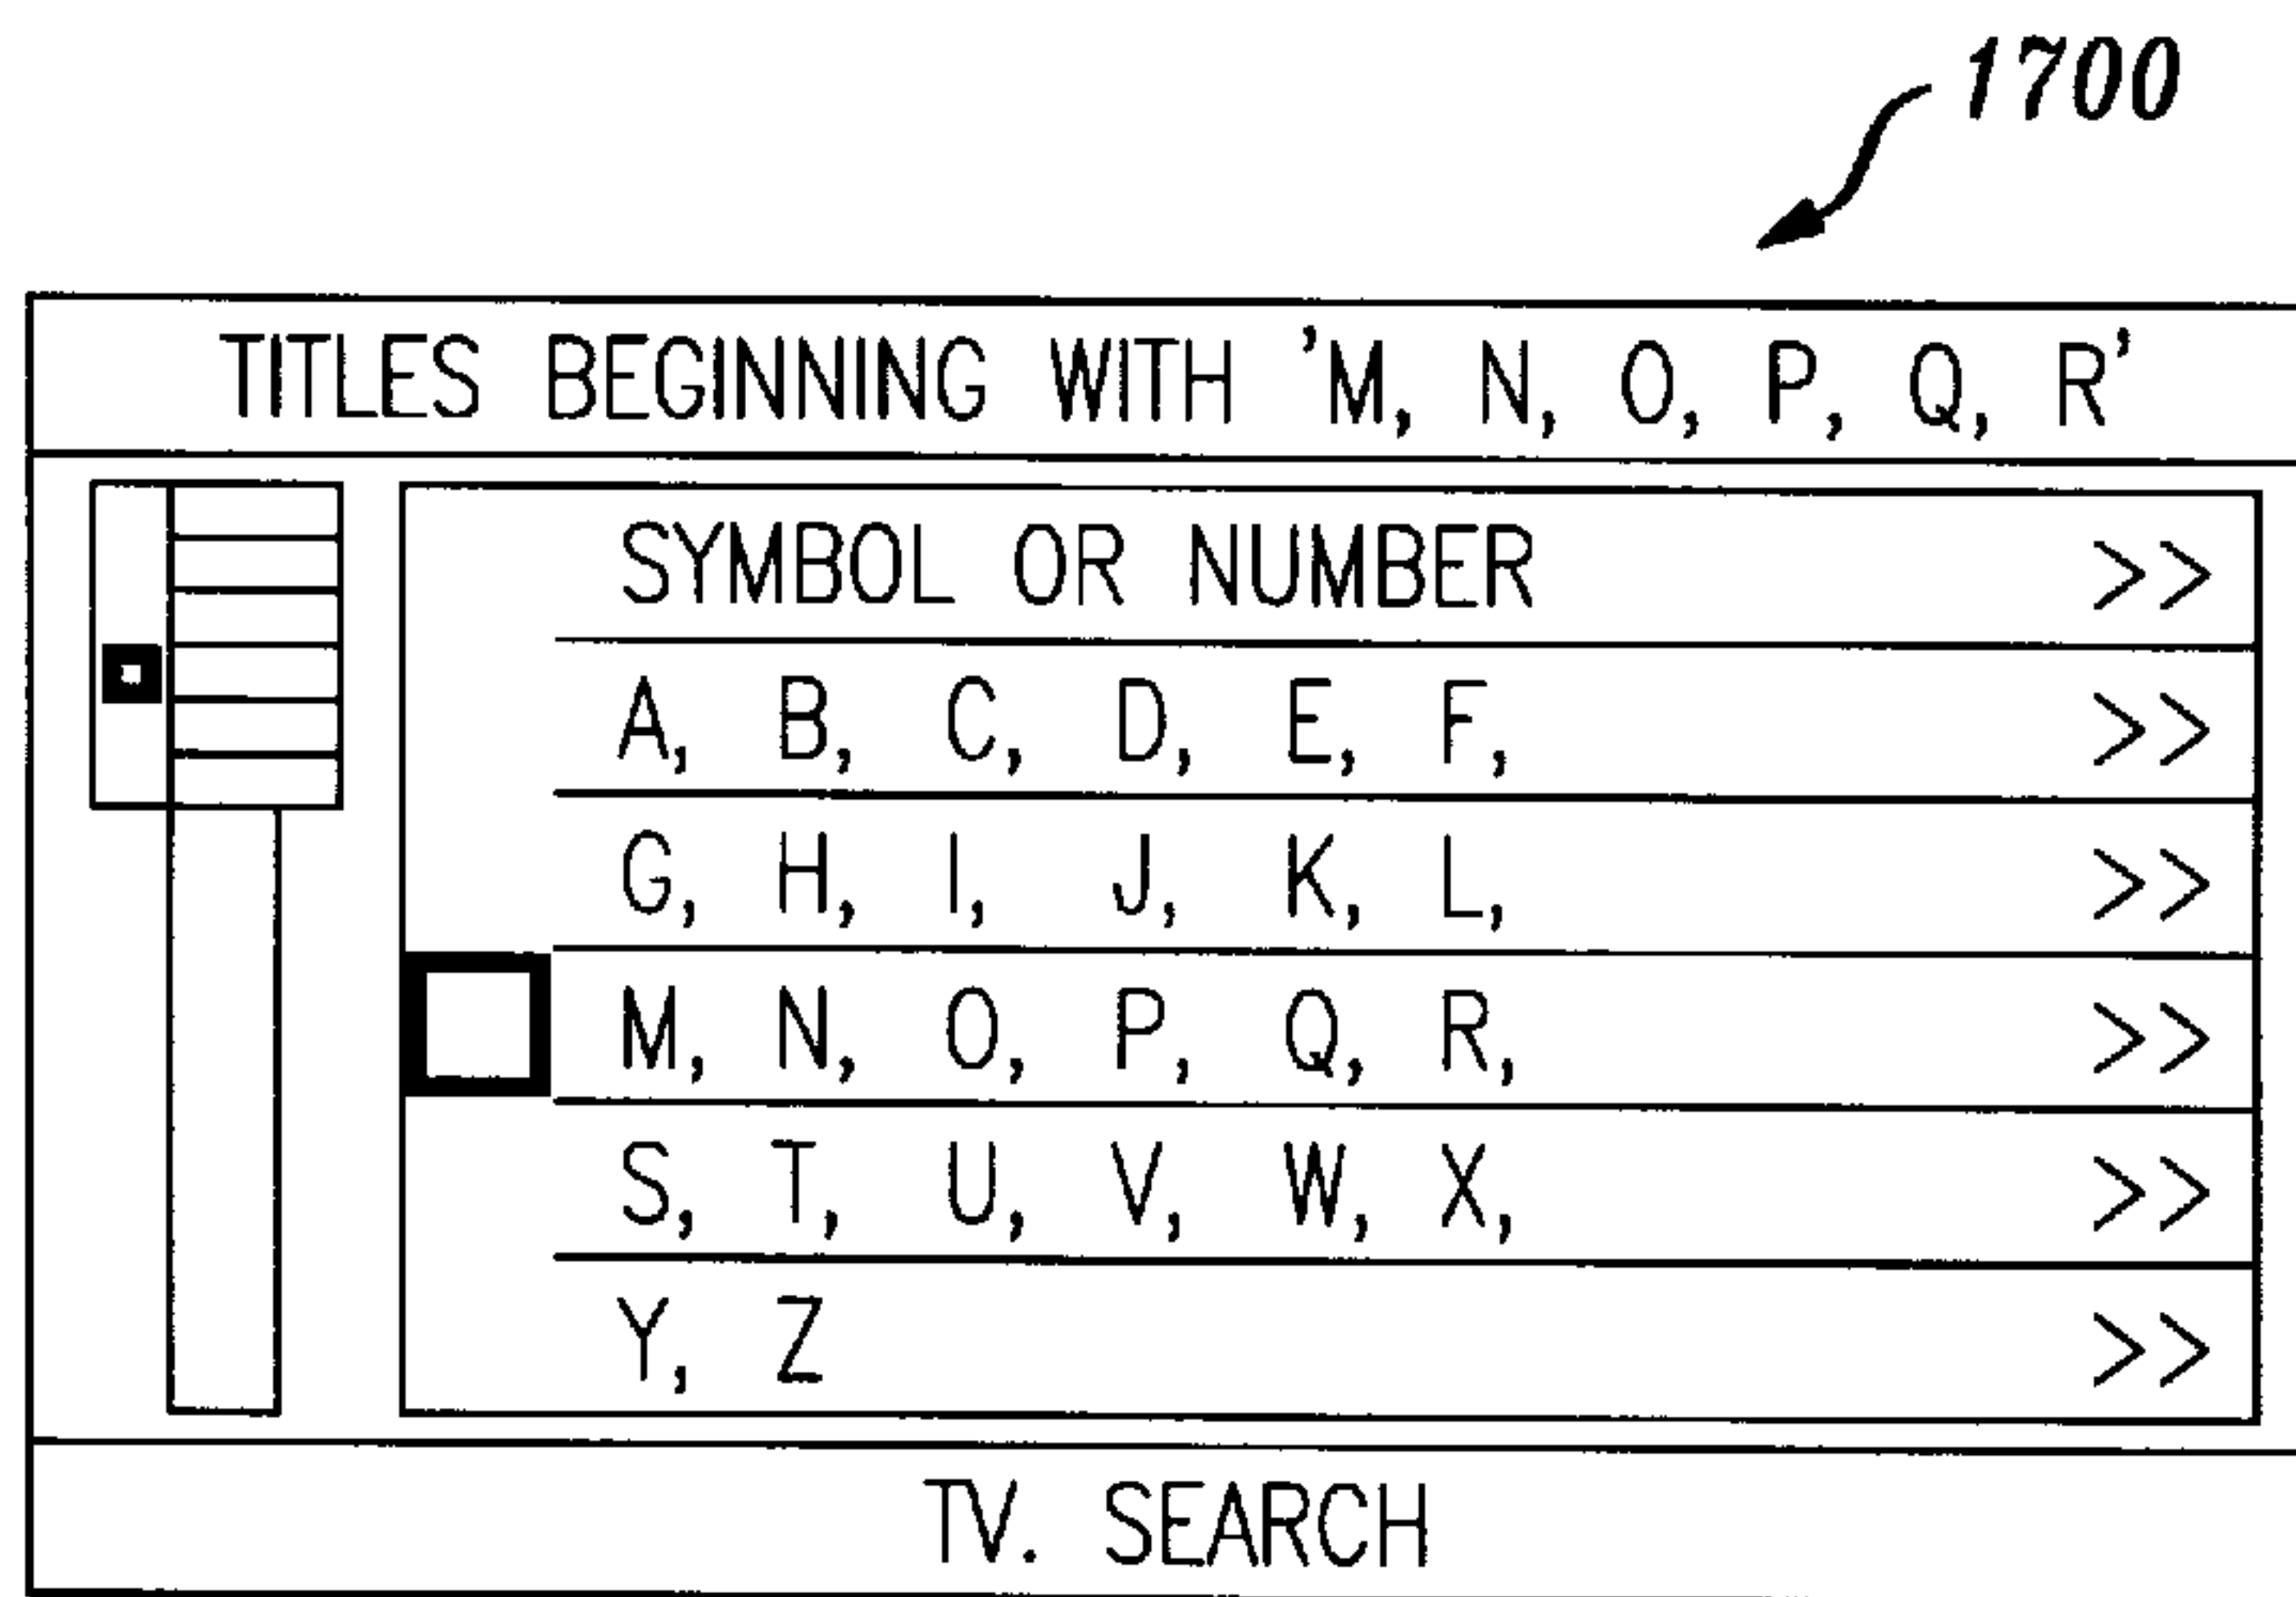 1700
TITLES BEGINNING WITH 'M, N, O, P, Q, R'
SYMBOL OR NUMBER >>
A, B, C, D, E, F, >>
G, H, I, J, K, L, >>
M, N, O, P, Q, R, >>
S, T, U, V, W, X, >>
Y, Z >>
TV. SEARCH